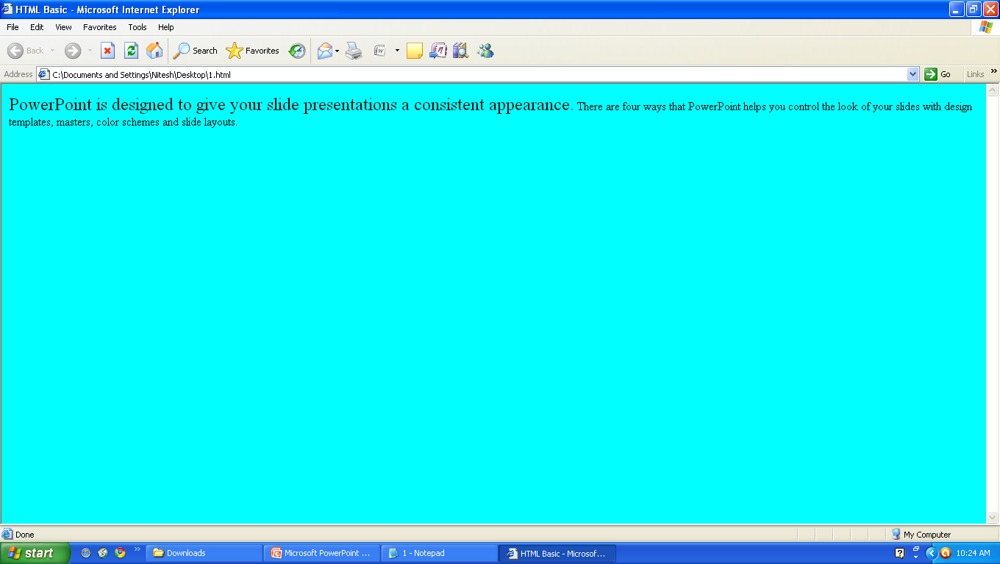 HTML Basic - Microsoft Internet Explorer
File Edit View Favorites Tools Help
Back Search Favorites
Address C:\Documents and Settings\Nitesh\Desktop\1.html Go Links »
PowerPoint is designed to give your slide presentations a consistent appearance. There are four ways that PowerPoint helps you control the look of your slides with design
templates, masters, color schemes and slide layouts.
Done My Computer
start » Downloads Microsoft PowerPoint ... 1 - Notepad HTML Basic - Microsof... 10:24 AM